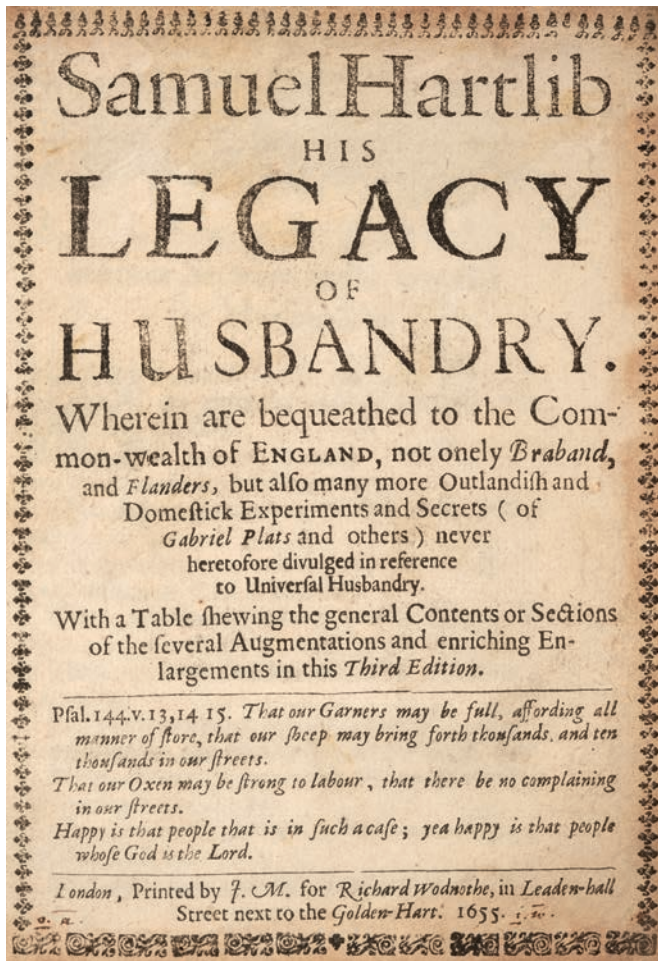 Samuel Hartlib
HIS
LEGACY
OF
HUSBANDRY.
Wherein are bequeathed to the Com-
mon-wealth of ENGLAND, not onely Braband,
and Flanders, but alſo many more Outlandiſh and
Domeſtick Experiments and Secrets ( of
Gabriel Plats and others ) never
heretofore divulged in reference
to Univerſal Husbandry.
With a Table ſhewing the general Contents or Sections
of the ſeveral Augmentations and enriching En-
largements in this Third Edition.
Pſal. 144. v. 13, 14 15. That our Garners may be full, affording all
manner of ſtore, that our ſheep may bring forth thouſands, and ten
thouſands in our ſtreets.
That our Oxen may be ſtrong to labour, that there be no complaining
in our ſtreets.
Happy is that people that is in ſuch a caſe; yea happy is that people
whoſe God is the Lord.
London, Printed by J. M. for Richard Wodnothe, in Leaden-hall
Street next to the Golden-Hart. 1655.